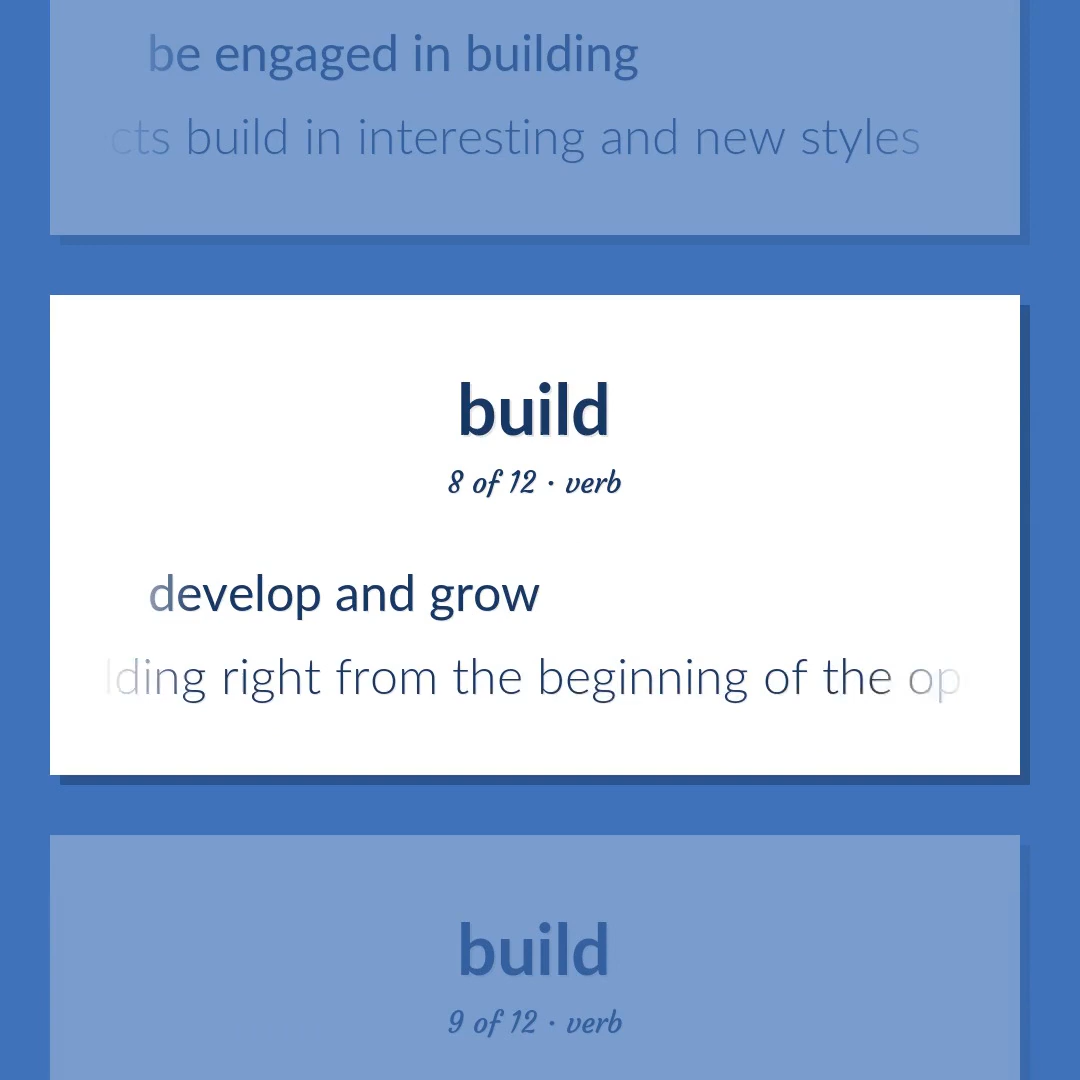 be engaged in building
cts build in interesting and new styles
build
8 of 12 · verb
develop and grow
lding right from the beginning of the op
build
9 of 12 · verb